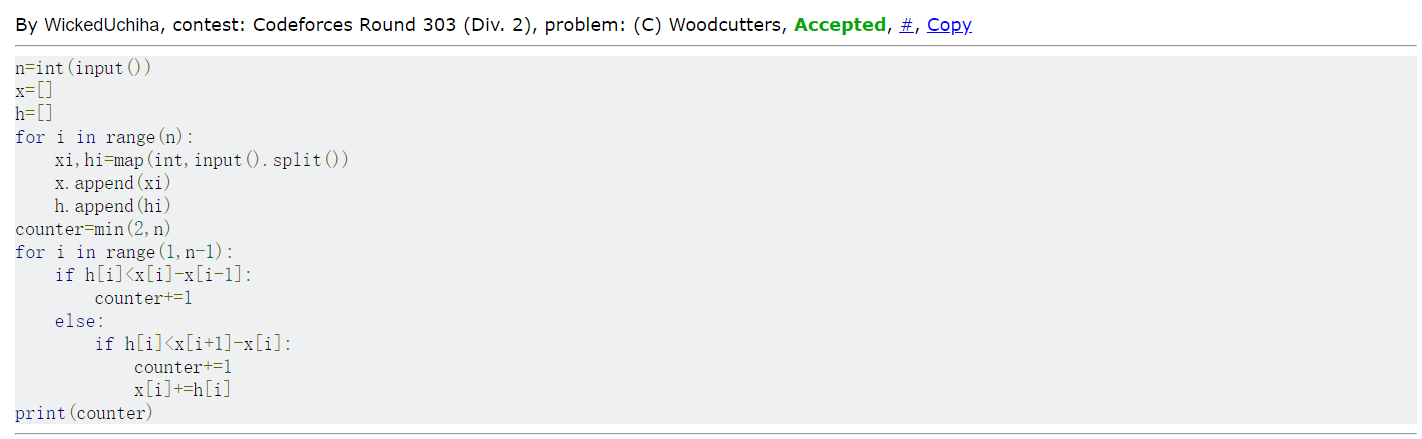 By WickedUchiha, contest: Codeforces Round 303 (Div. 2), problem: (C) Woodcutters, Accepted, #, Copy
n=int(input())
x=[]
h=[]
for i in range(n):
    xi,hi=map(int,input().split())
    x.append(xi)
    h.append(hi)
counter=min(2,n)
for i in range(1,n-1):
    if h[i]<x[i]-x[i-1]:
        counter+=1
    else:
        if h[i]<x[i+1]-x[i]:
            counter+=1
            x[i]+=h[i]
print(counter)